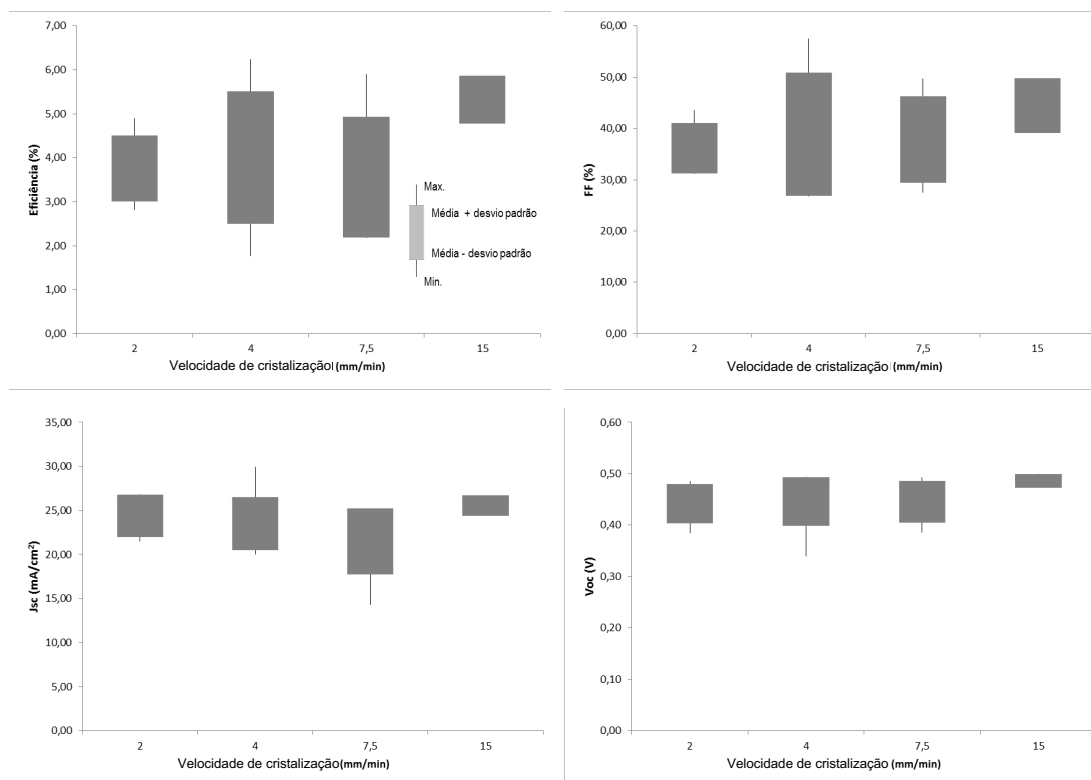 7,00
6,00
5,00
4,00
3,00
2,00
1,00
0,00
Eficiência (%)
Max.
Média + desvio padrão
Média - desvio padrão
Min.
2 4 7,5 15
Velocidade de cristalização (mm/min)
60,00
50,00
40,00
30,00
20,00
10,00
0,00
FF (%)
2 4 7,5 15
Velocidade de cristalização (mm/min)
35,00
30,00
25,00
20,00
15,00
10,00
5,00
0,00
Jsc (mA/cm²)
2 4 7,5 15
Velocidade de cristalização(mm/min)
0,60
0,50
0,40
0,30
0,20
0,10
0,00
Voc (V)
2 4 7,5 15
Velocidade de cristalização (mm/min)